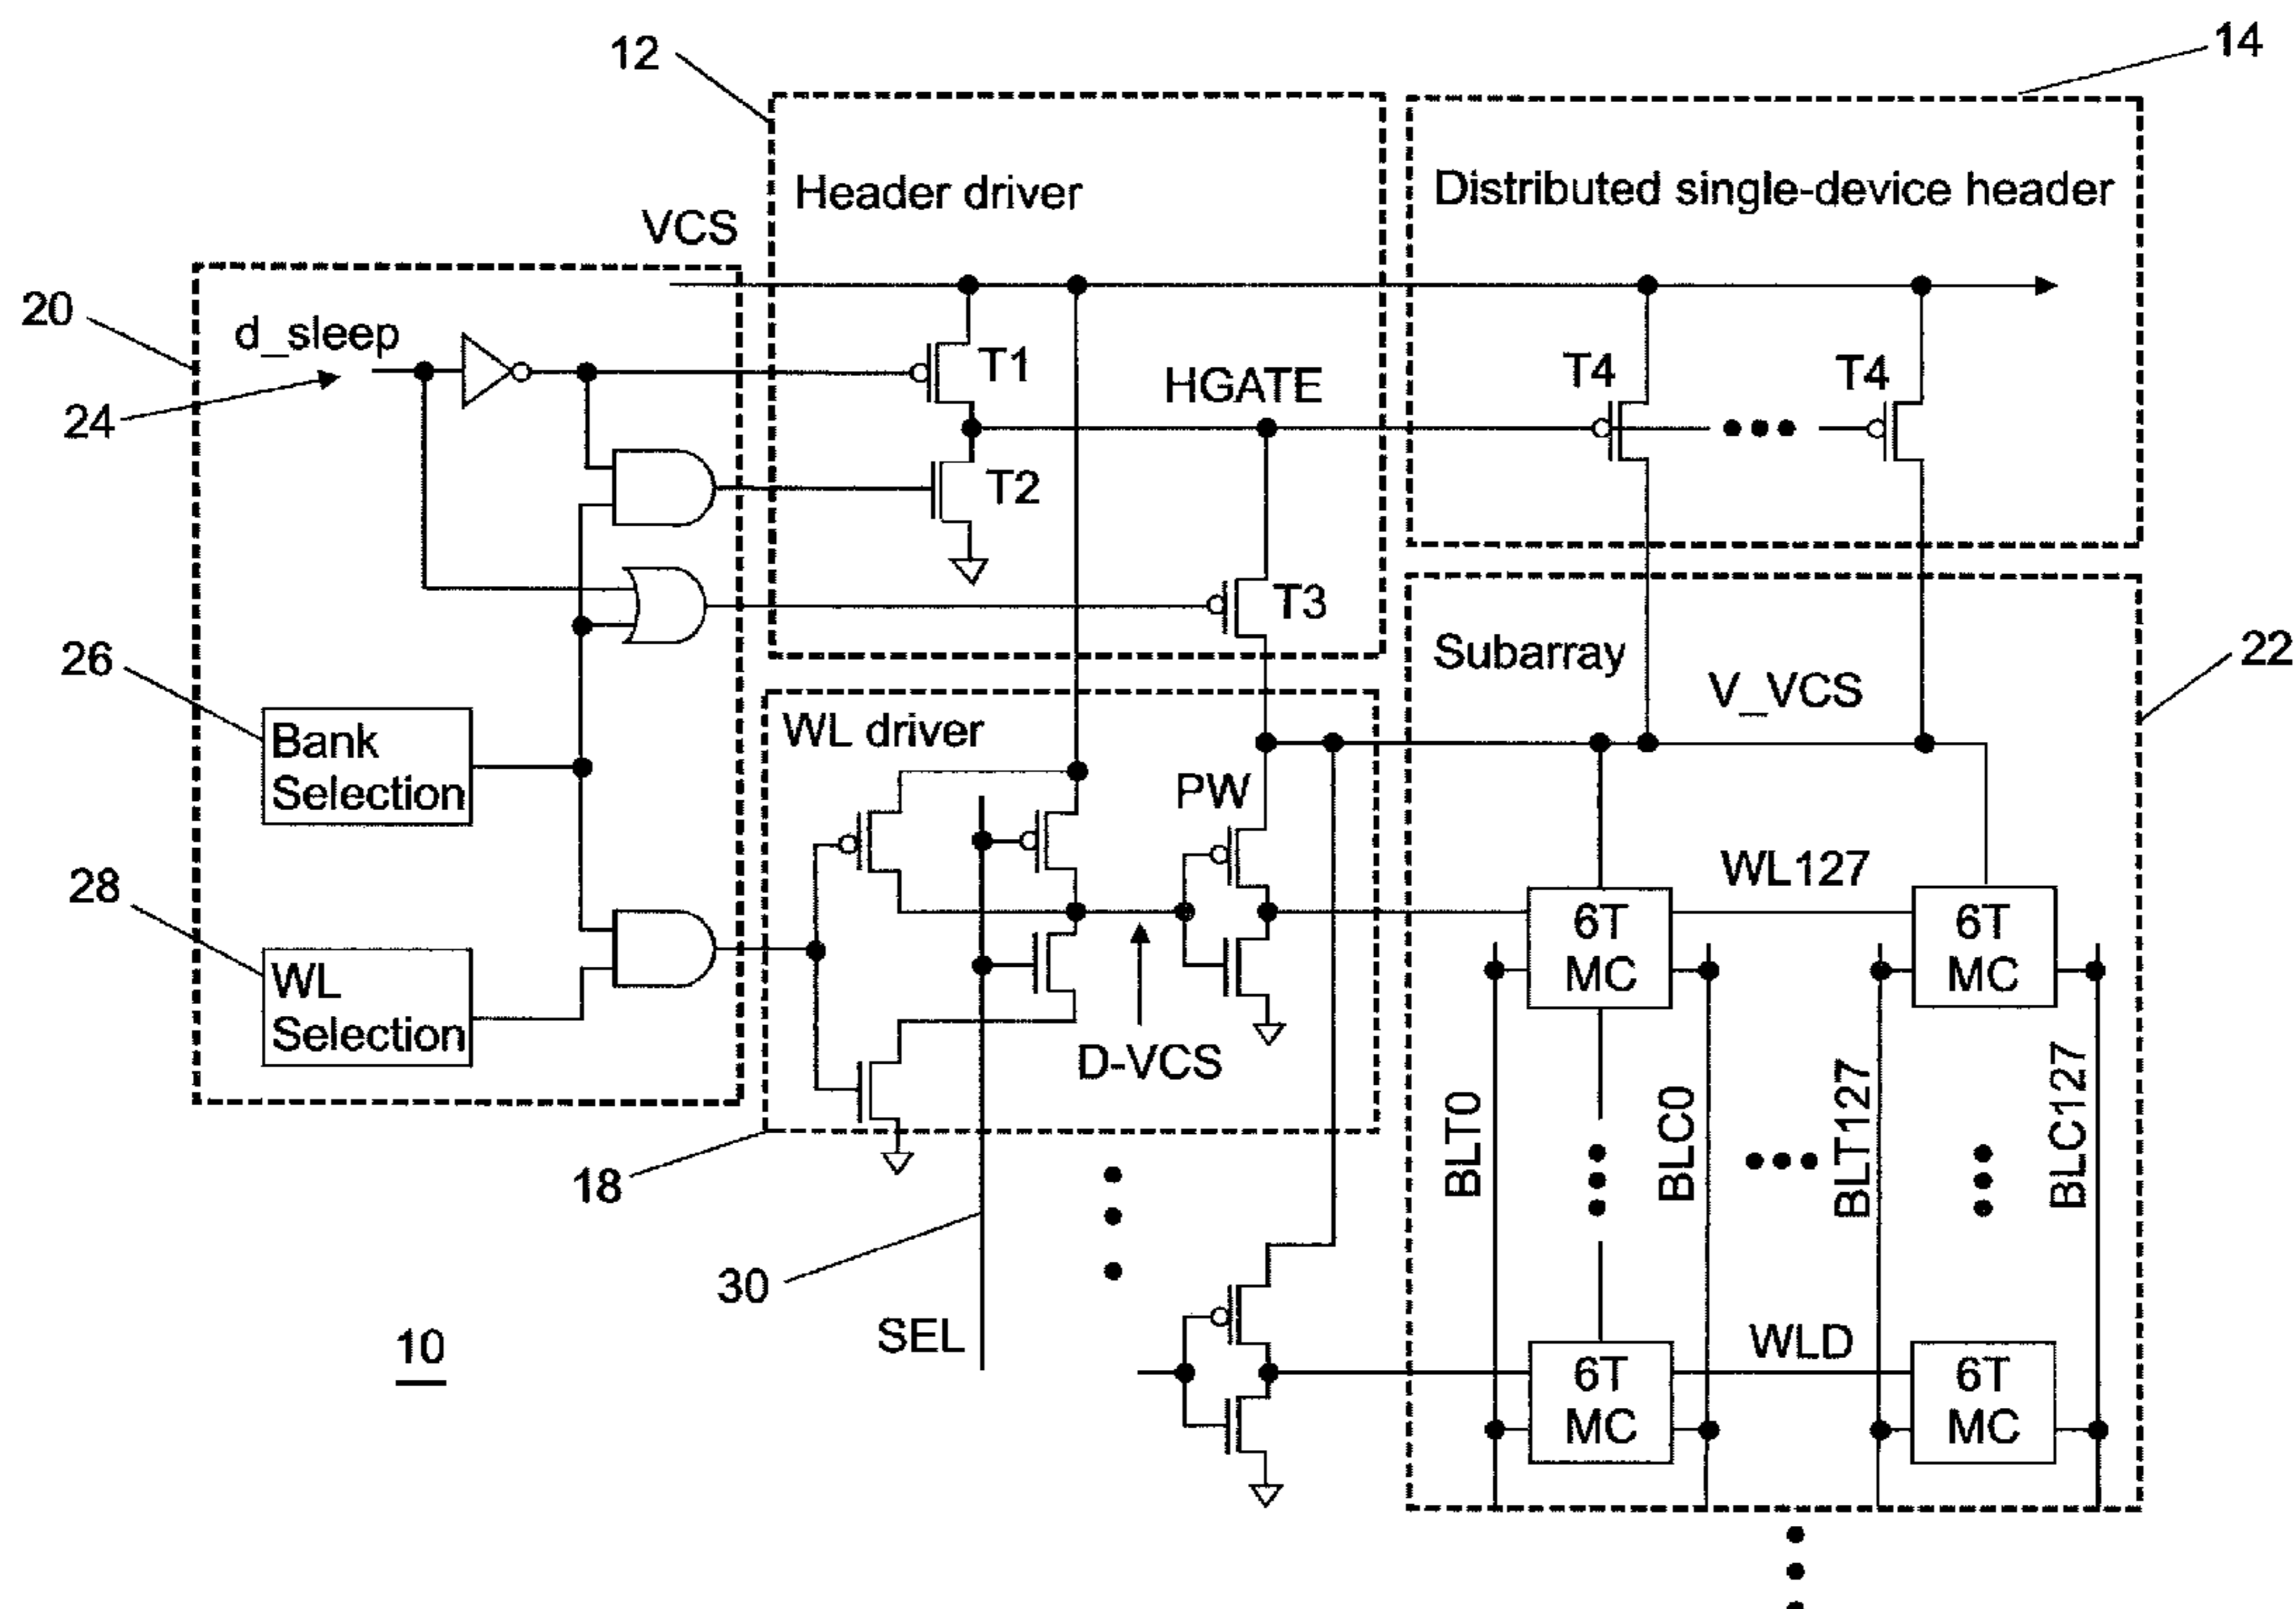 12
14
Header driver
Distributed single-device header
VCS
20
d_sleep
24
T1
HGATE
T4
T4
T2
T3
26
Bank
Selection
Subarray
V_VCS
22
WL driver
PW
28
WL
Selection
WL127
6T
MC
6T
MC
D-VCS
BLT0
BLC0
BLT127
BLC127
18
30
SEL
10
WLD
6T
MC
6T
MC